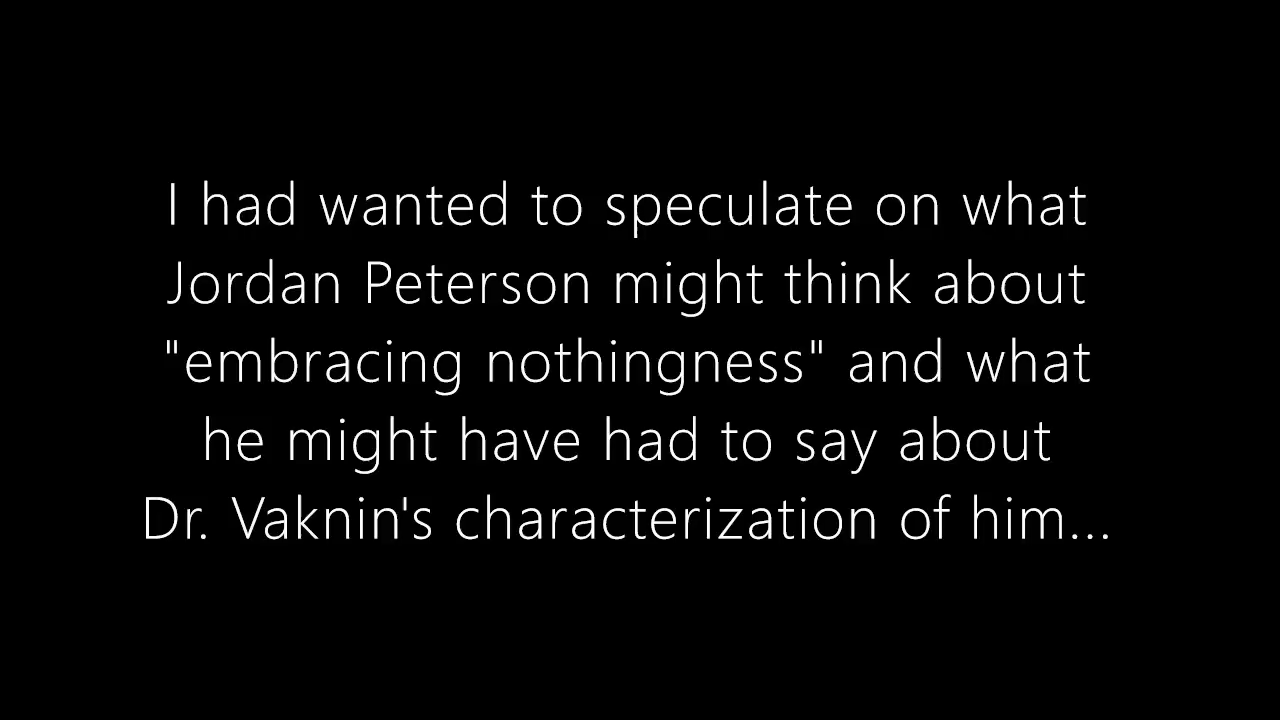 I had wanted to speculate on what
Jordan Peterson might think about
"embracing nothingness" and what
he might have had to say about
Dr. Vaknin's characterization of him...